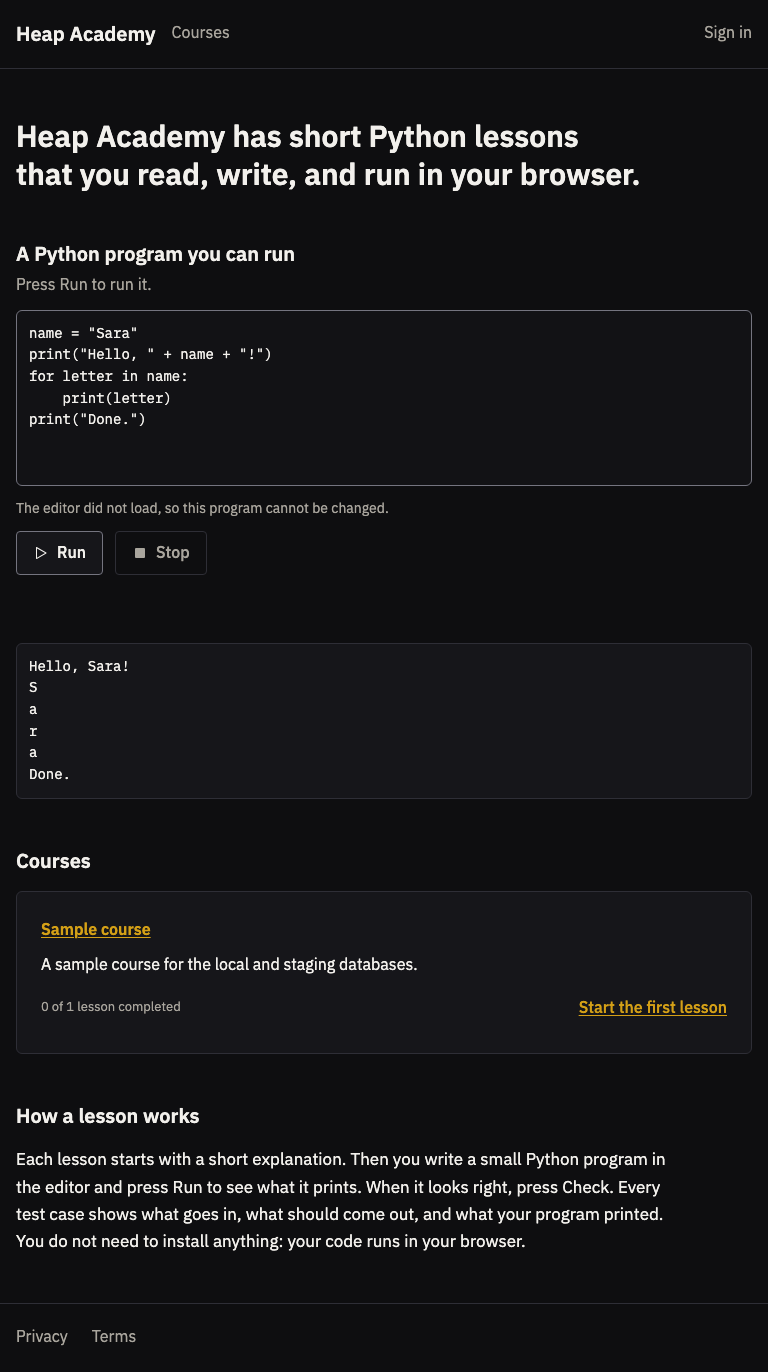 Heap Academy Courses Sign in
Heap Academy has short Python lessons
that you read, write, and run in your browser.
A Python program you can run
Press Run to run it.
name = "Sara"
print("Hello, " + name + "!")
for letter in name:
    print(letter)
print("Done.")
The editor did not load, so this program cannot be changed.
Run Stop
Hello, Sara!
S
a
r
a
Done.
Courses
Sample course
A sample course for the local and staging databases.
0 of 1 lesson completed Start the first lesson
How a lesson works
Each lesson starts with a short explanation. Then you write a small Python program in
the editor and press Run to see what it prints. When it looks right, press Check. Every
test case shows what goes in, what should come out, and what your program printed.
You do not need to install anything: your code runs in your browser.
Privacy Terms